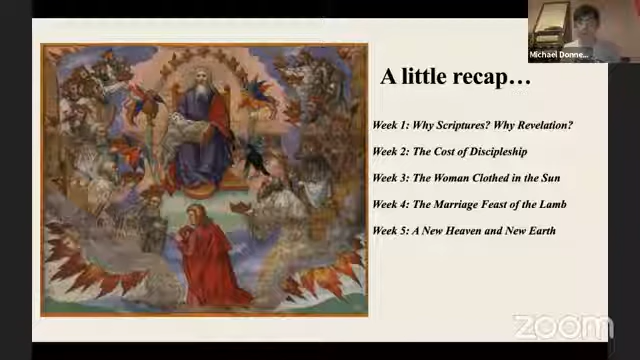 Michael Donne...
A little recap…
Week 1: Why Scriptures? Why Revelation?
Week 2: The Cost of Discipleship
Week 3: The Woman Clothed in the Sun
Week 4: The Marriage Feast of the Lamb
Week 5: A New Heaven and New Earth
zoom